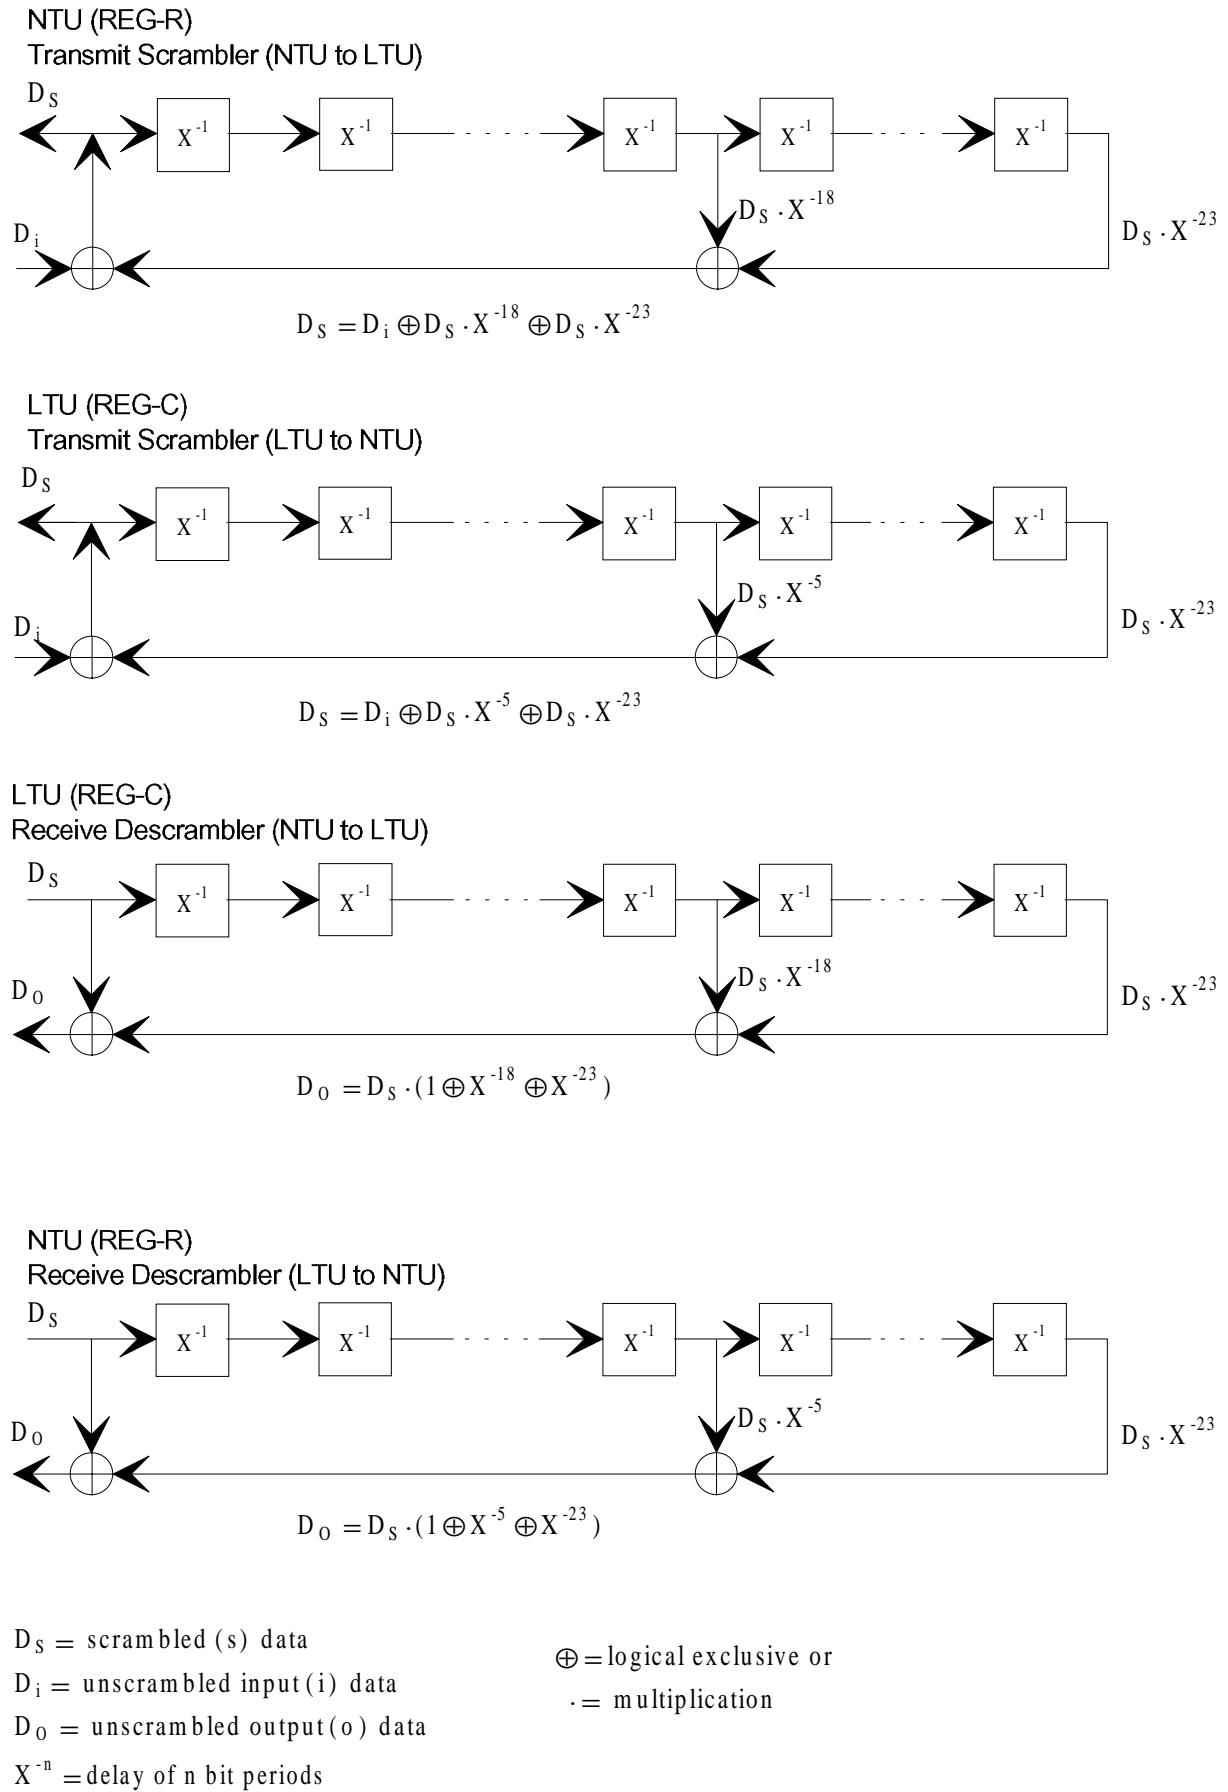 NTU (REG-R)
Transmit Scrambler (NTU to LTU)
D_S
X^-1 X^-1 X^-1 X^-1 X^-1
D_S · X^-18
D_i
D_S · X^-23
D_S = D_i ⊕ D_S · X^-18 ⊕ D_S · X^-23
LTU (REG-C)
Transmit Scrambler (LTU to NTU)
D_S
X^-1 X^-1 X^-1 X^-1 X^-1
D_S · X^-5
D_i
D_S · X^-23
D_S = D_i ⊕ D_S · X^-5 ⊕ D_S · X^-23
LTU (REG-C)
Receive Descrambler (NTU to LTU)
D_S
X^-1 X^-1 X^-1 X^-1 X^-1
D_S · X^-18
D_O
D_S · X^-23
D_O = D_S · (1 ⊕ X^-18 ⊕ X^-23)
NTU (REG-R)
Receive Descrambler (LTU to NTU)
D_S
X^-1 X^-1 X^-1 X^-1 X^-1
D_S · X^-5
D_O
D_S · X^-23
D_O = D_S · (1 ⊕ X^-5 ⊕ X^-23)
D_S = scrambled (s) data
D_i = unscrambled input (i) data
D_O = unscrambled output (o) data
X^-n = delay of n bit periods
⊕ = logical exclusive or
· = multiplication